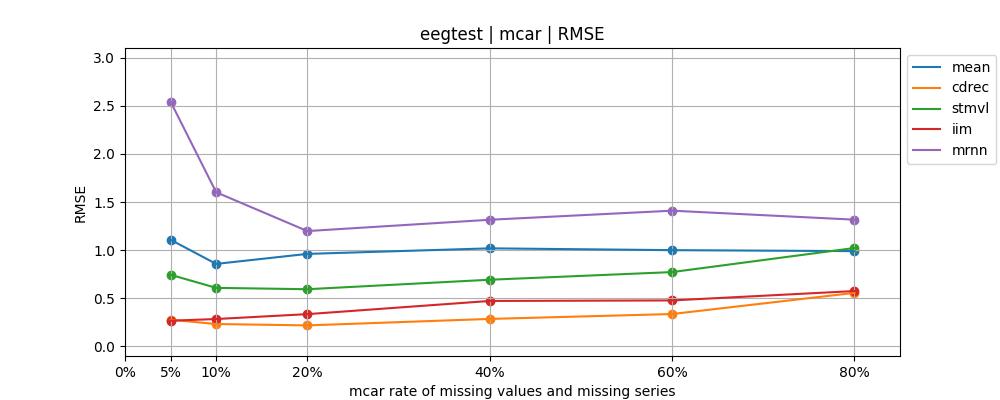 eegtest | mcar | RMSE
3.0
2.5
2.0
1.5
1.0
0.5
0.0
RMSE
0% 5% 10% 20% 40% 60% 80%
mcar rate of missing values and missing series
mean
cdrec
stmvl
iim
mrnn